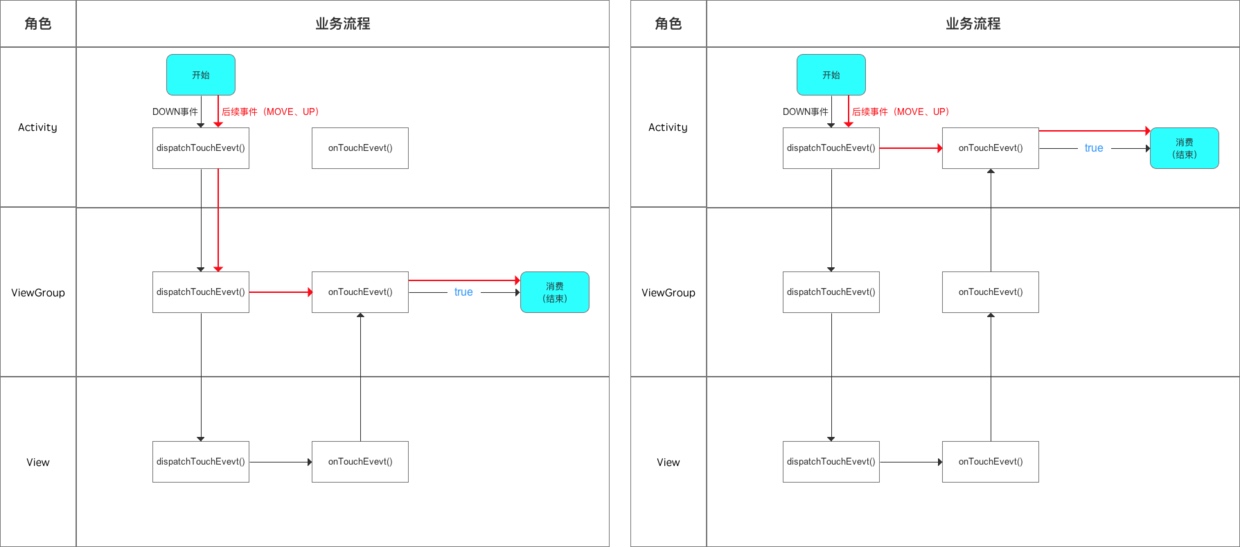 角色
业务流程
开始
DOWN事件
后续事件（MOVE、UP）
Activity
dispatchTouchEvevt()
onTouchEvevt()
ViewGroup
dispatchTouchEvevt()
onTouchEvevt()
true
消费
（结束）
View
dispatchTouchEvevt()
onTouchEvevt()
角色
业务流程
开始
DOWN事件
后续事件（MOVE、UP）
Activity
dispatchTouchEvevt()
onTouchEvevt()
true
消费
（结束）
ViewGroup
dispatchTouchEvevt()
onTouchEvevt()
View
dispatchTouchEvevt()
onTouchEvevt()